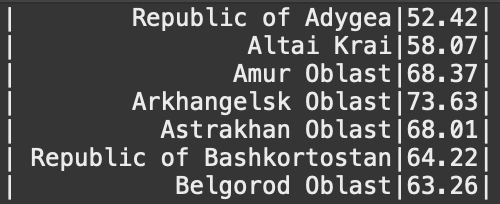 |        Republic of Adygea|52.42|
|                Altai Krai|58.07|
|               Amur Oblast|68.37|
|        Arkhangelsk Oblast|73.63|
|          Astrakhan Oblast|68.01|
| Republic of Bashkortostan|64.22|
|           Belgorod Oblast|63.26|